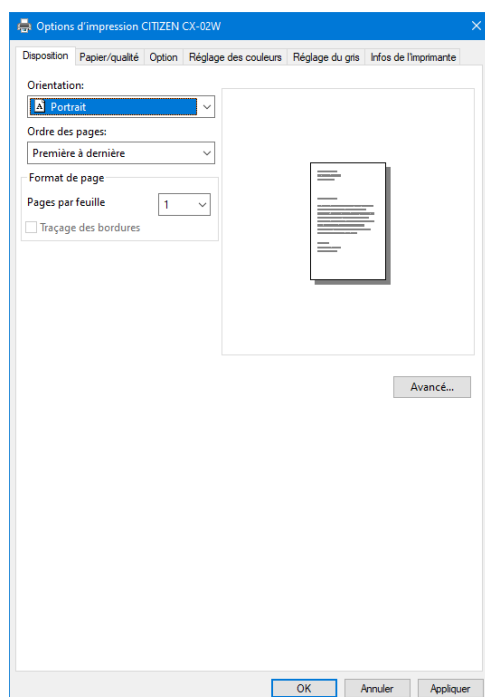 Options d'impression CITIZEN CX-02W
Disposition Papier/qualité Option Réglage des couleurs Réglage du gris Infos de l'Imprimante
Orientation:
A Portrait
Ordre des pages:
Première à dernière
Format de page
Pages par feuille 1
Traçage des bordures
Avancé...
OK Annuler Appliquer